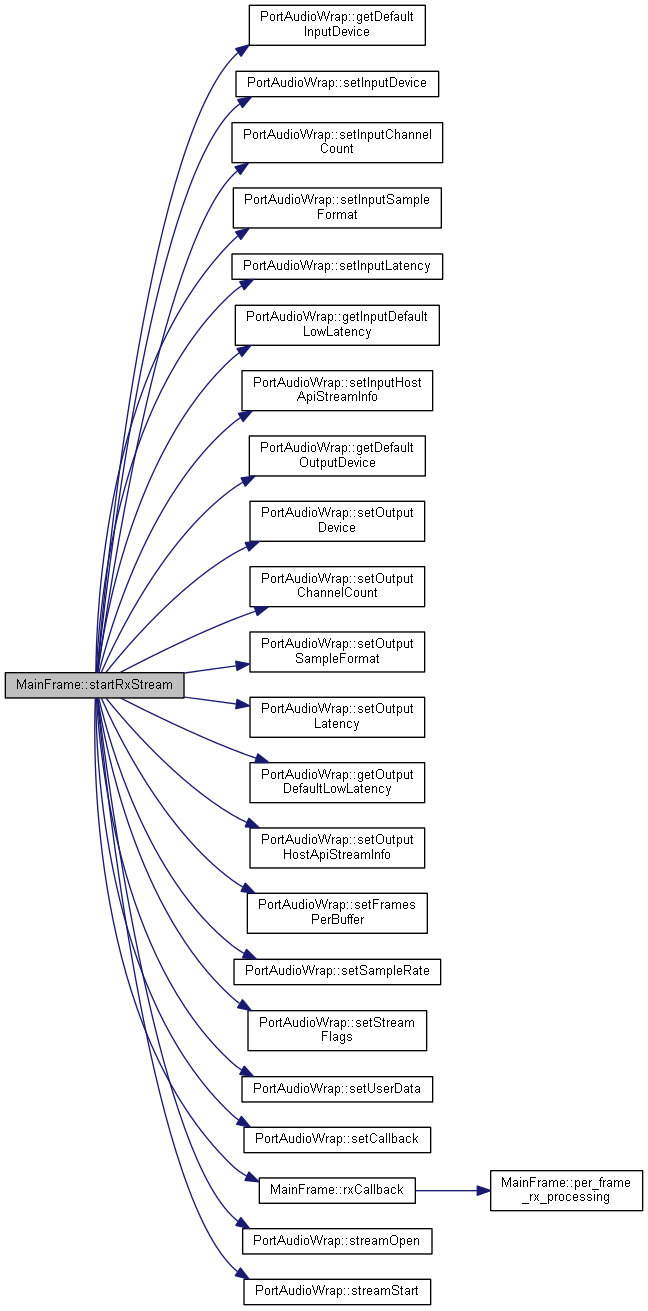 PortAudioWrap::getDefault
InputDevice
PortAudioWrap::setInputDevice
PortAudioWrap::setInputChannel
Count
PortAudioWrap::setInputSample
Format
PortAudioWrap::setInputLatency
PortAudioWrap::getInputDefault
LowLatency
PortAudioWrap::setInputHost
ApiStreamInfo
PortAudioWrap::getDefault
OutputDevice
PortAudioWrap::setOutput
Device
PortAudioWrap::setOutput
ChannelCount
PortAudioWrap::setOutput
SampleFormat
MainFrame::startRxStream
PortAudioWrap::setOutput
Latency
PortAudioWrap::getOutput
DefaultLowLatency
PortAudioWrap::setOutput
HostApiStreamInfo
PortAudioWrap::setFrames
PerBuffer
PortAudioWrap::setSampleRate
PortAudioWrap::setStream
Flags
PortAudioWrap::setUserData
PortAudioWrap::setCallback
MainFrame::rxCallback
MainFrame::per_frame
_rx_processing
PortAudioWrap::streamOpen
PortAudioWrap::streamStart